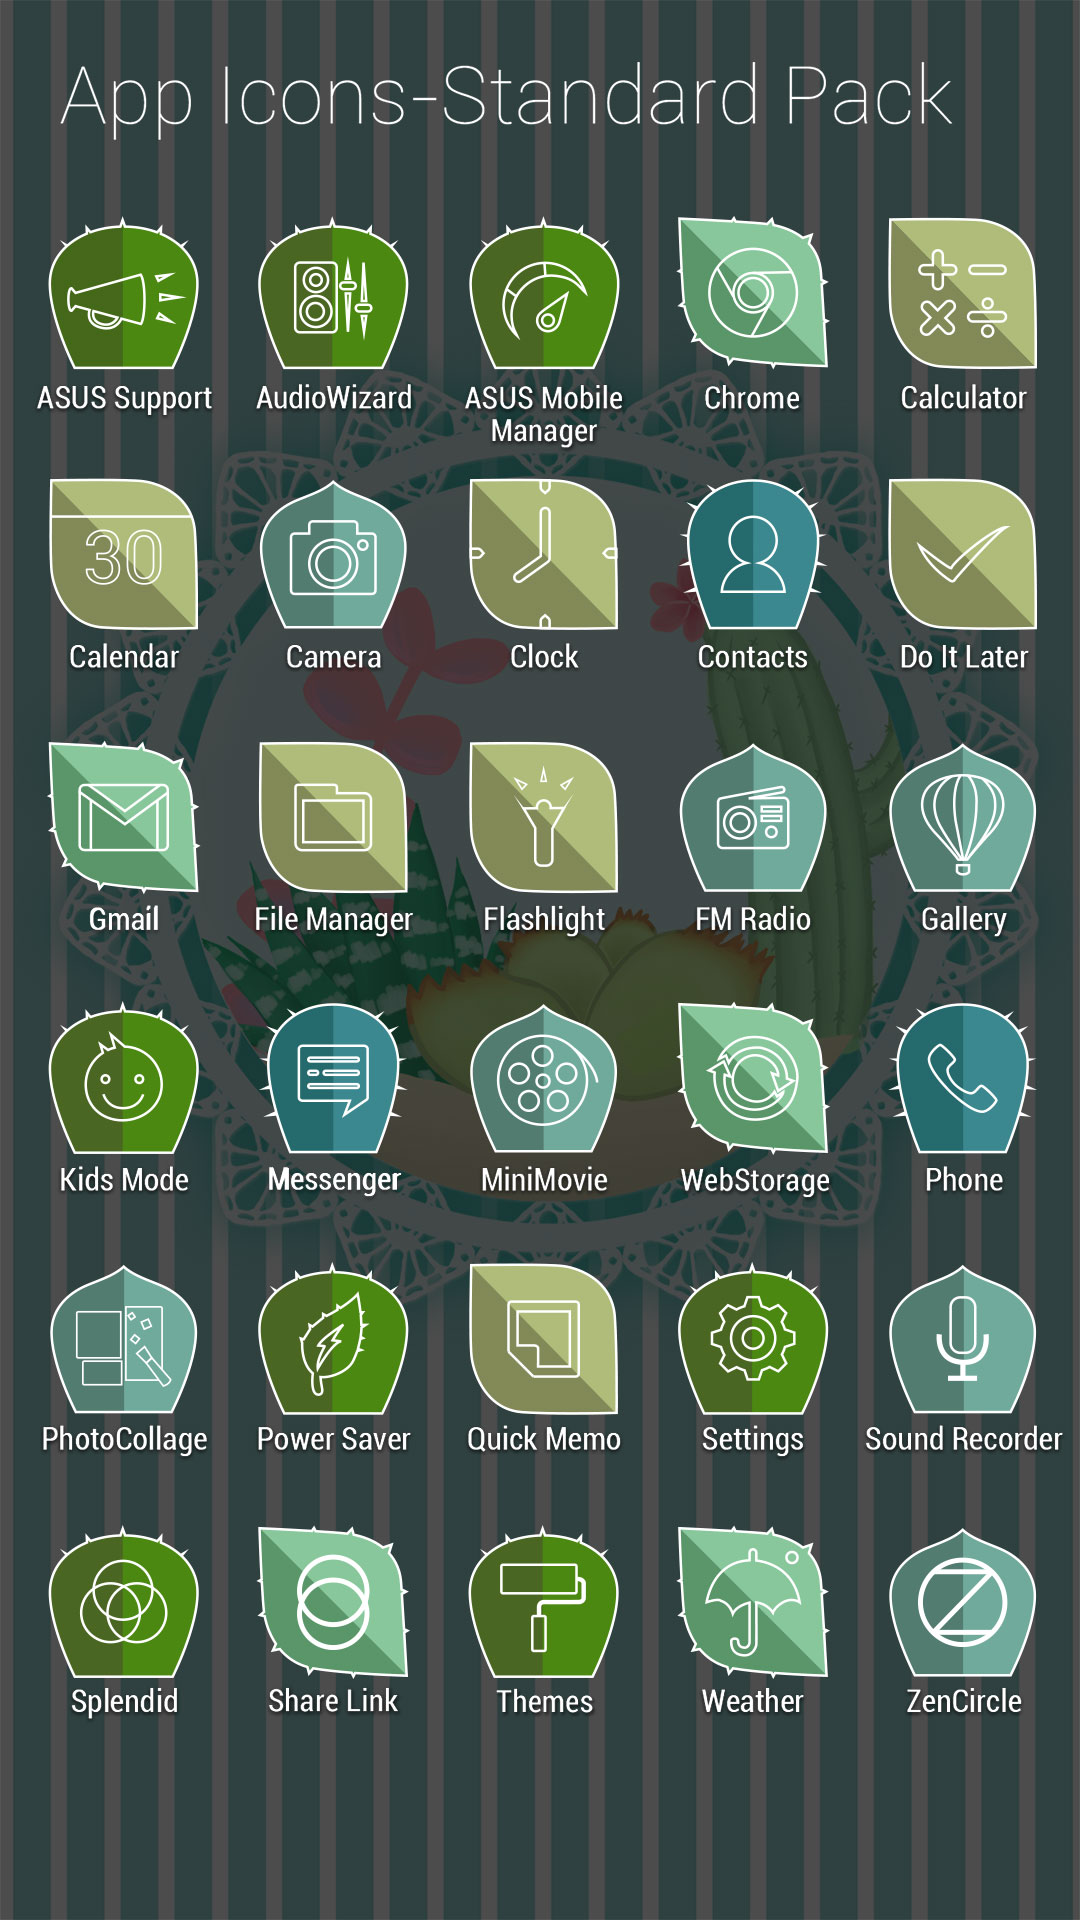 App Icons-Standard Pack
ASUS Support
AudioWizard
ASUS Mobile
Manager
Chrome
Calculator
30
Calendar
Camera
Clock
Contacts
Do It Later
Gmail
File Manager
Flashlight
FM Radio
Gallery
Kids Mode
Messenger
MiniMovie
WebStorage
Phone
PhotoCollage
Power Saver
Quick Memo
Settings
Sound Recorder
Splendid
Share Link
Themes
Weather
ZenCircle